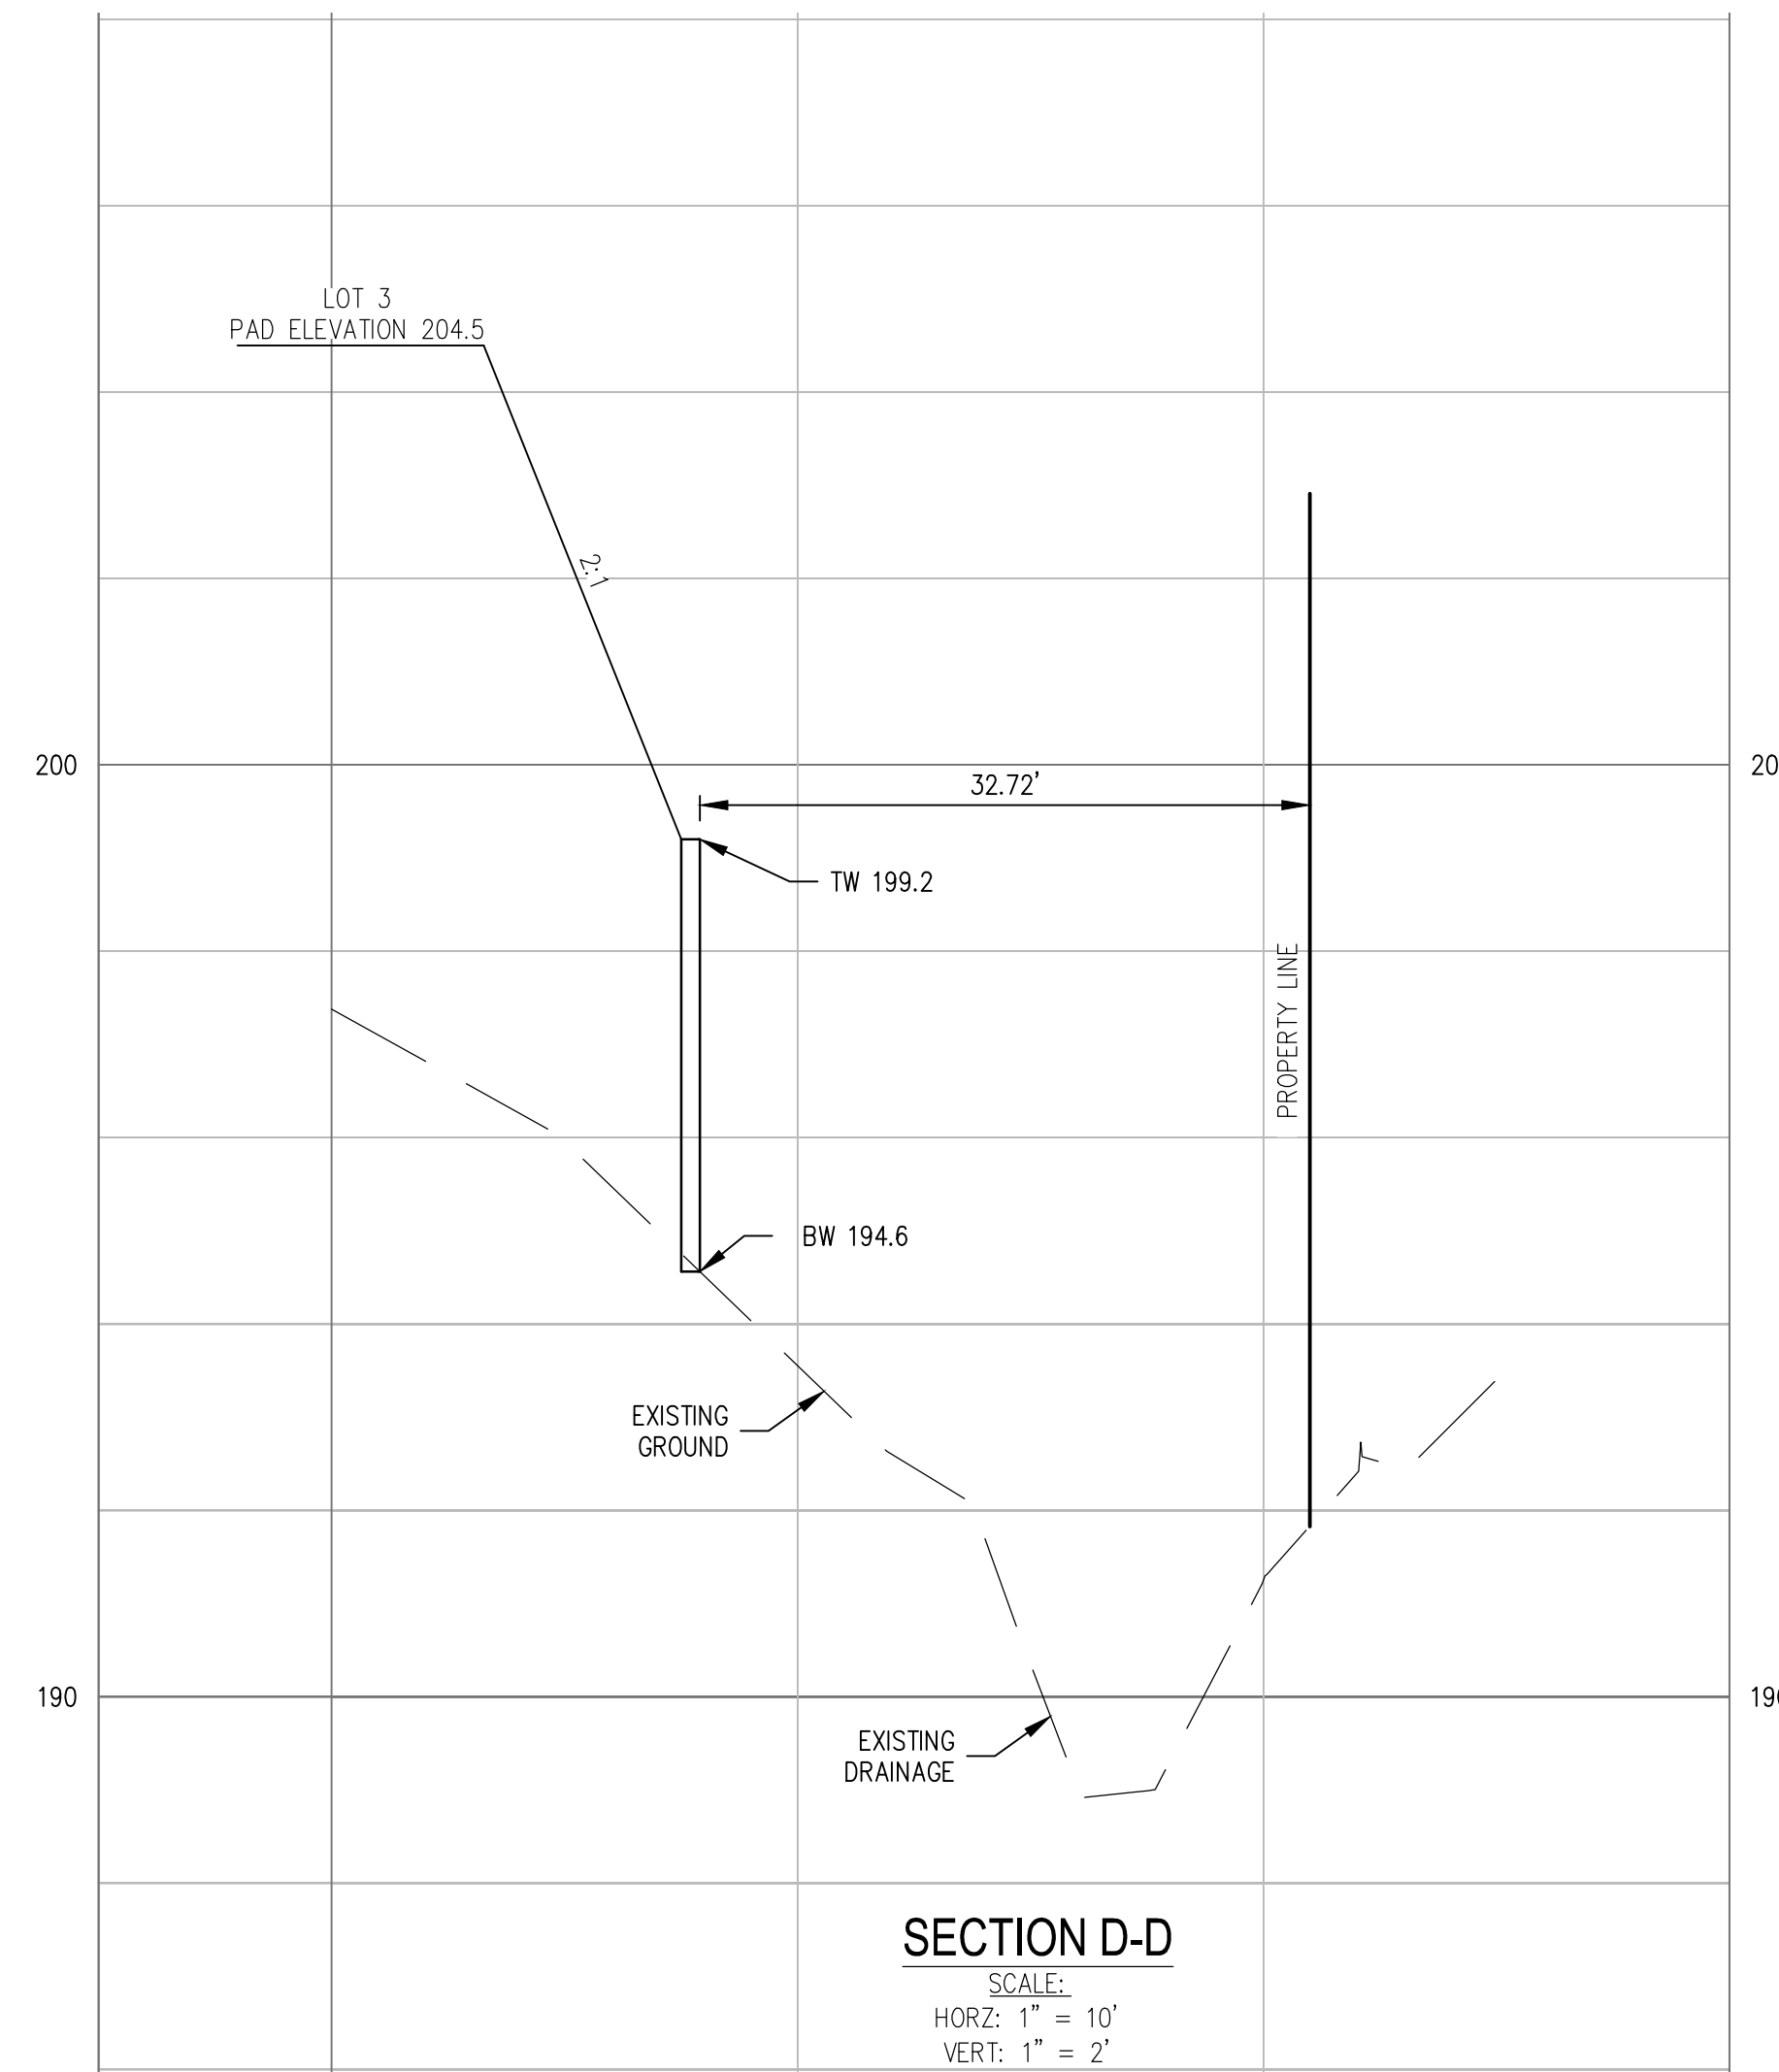 LOT 3
PAD ELEVATION 204.5
2:1
200
20
32.72’
TW 199.2
PROPERTY LINE
BW 194.6
EXISTING
GROUND
190
190
EXISTING
DRAINAGE
SECTION D-D
SCALE:
HORZ: 1” = 10’
VERT: 1” = 2’